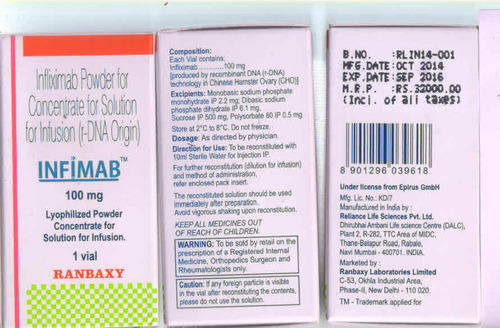 Infliximab Powder for
Concentrate for Solution
for Infusion (r-DNA Origin)
INFIMAB™
100 mg
Lyophilized Powder
Concentrate for
Solution for Infusion.
1 vial
RANBAXY
Composition:
Each Vial contains:
Infliximab....................100 mg
[produced by recombinant DNA (r-DNA)
technology in Chinese Hamster Ovary (CHO)]
Excipients: Monobasic sodium phosphate
monohydrate IP 2.2 mg; Dibasic sodium
phosphate dihydrate IP 6.1 mg,
Sucrose IP 500 mg, Polysorbate 80 IP 0.5 mg
Store at 2°C to 8°C. Do not freeze.
Dosage: As directed by physician.
Direction for Use: To be reconstituted with
10ml Sterile Water for Injection IP.
For further reconstitution (dilution for infusion)
and method of administration,
refer enclosed pack insert.
The reconstituted solution should be used
immediately after preparation.
Avoid vigorous shaking upon reconstitution.
KEEP ALL MEDICINES OUT
OF REACH OF CHILDREN.
WARNING: To be sold by retail on the
prescription of a Registered Internal
Medicine, Orthopedics Surgeon and
Rheumatologists only.
Caution: If any foreign particle is visible
in the vial after reconstituting the contents,
please do not use the solution.
B.NO. :RLIN14-001
MFG.DATE:OCT 2014
EXP.DATE:SEP 2016
M.R.P. :RS.32000.00
(Incl. of all taxes)
8 901296 039618
Under license from Epirus GmbH
Mfg. Lic. No.: KD/7
Manufactured in India by :
Reliance Life Sciences Pvt. Ltd.
Dhirubhai Ambani Life science Centre (DALC),
Plant 2, R-282, TTC Area of MIDC,
Thane-Belapur Road, Rabale,
Navi Mumbai - 400701. INDIA.
Marketed by :
Ranbaxy Laboratories Limited
C-53, Okhla Industrial Area,
Phase-II, New Delhi - 110 020.
TM - Trademark applied for